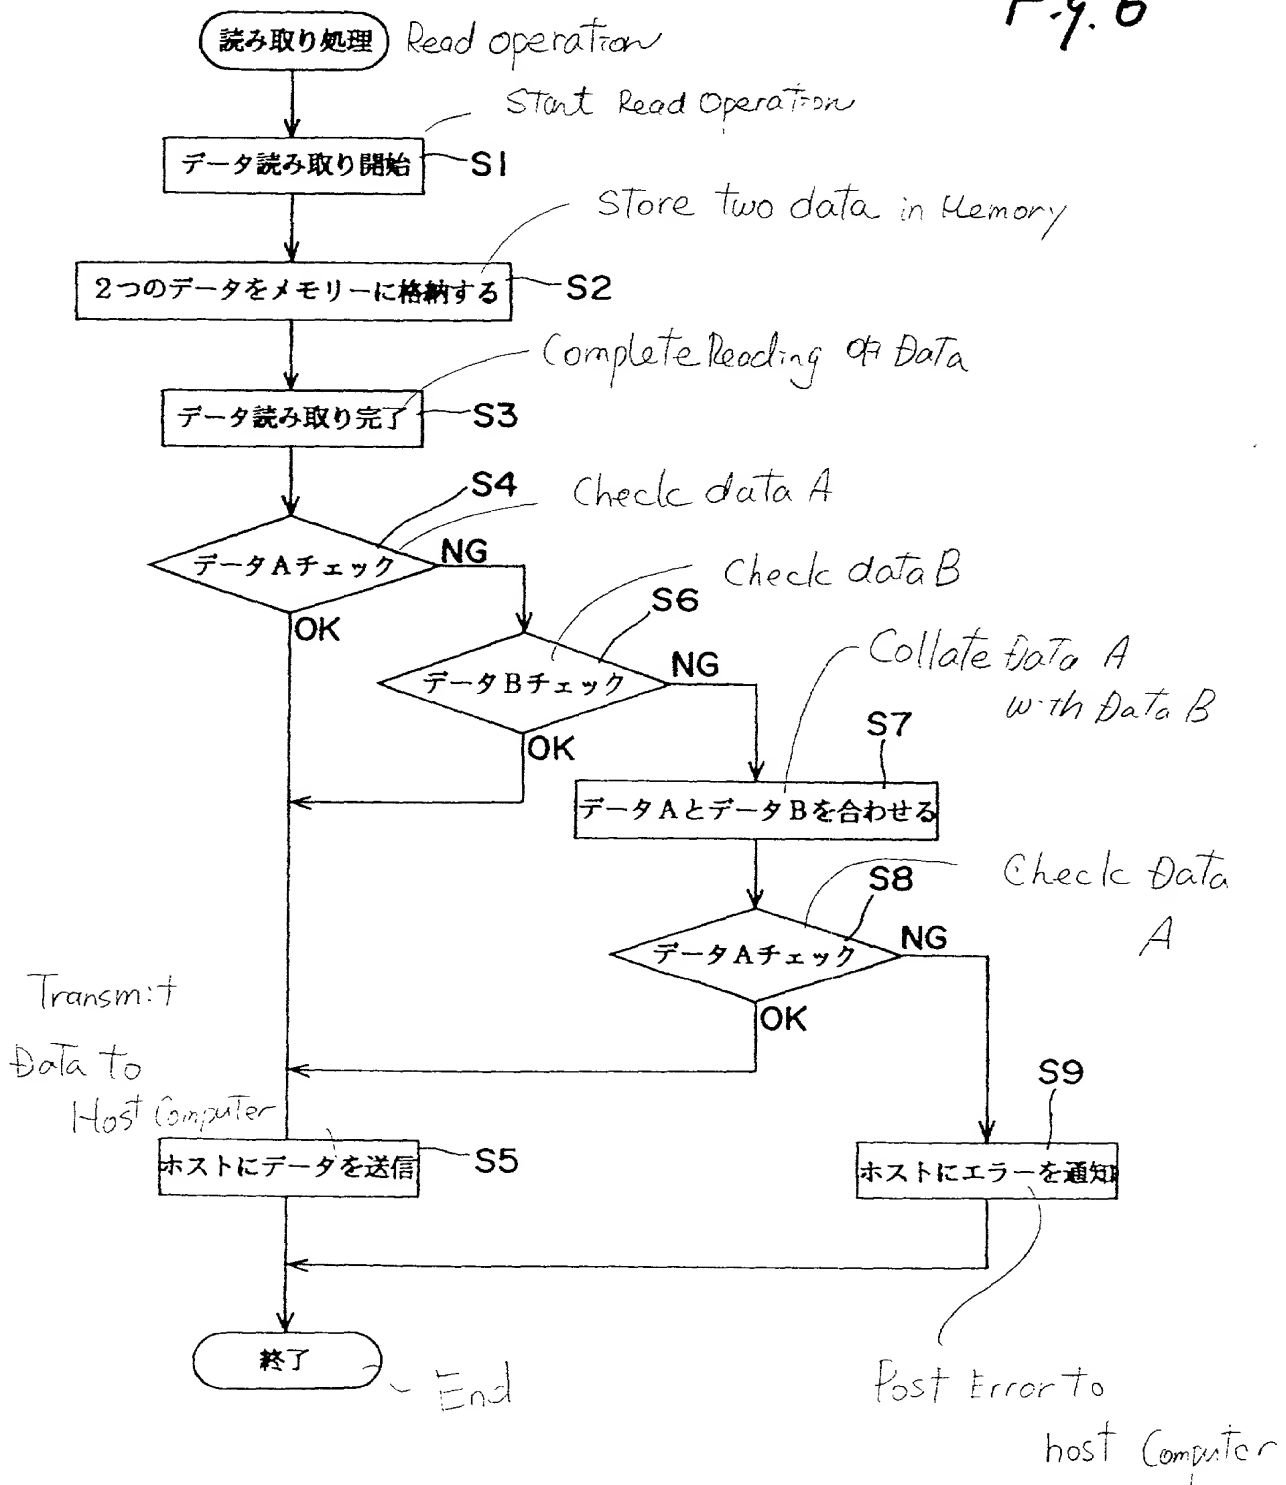 Fig. 6
読み取り処理 Read operation
Start Read Operation
データ読み取り開始 S1
Store two data in Memory
2つのデータをメモリーに格納する S2
Complete Reading of Data
データ読み取り完了 S3
S4 Check data A
データAチェック NG
OK
Check data B
S6
データBチェック NG
OK
Collate Data A
with Data B
S7
データAとデータBを合わせる
Check Data
A
S8
データAチェック NG
OK
Transmit
Data to
Host Computer
ホストにデータを送信 S5
S9
ホストにエラーを通知
終了 End
Post Error to
host Computer